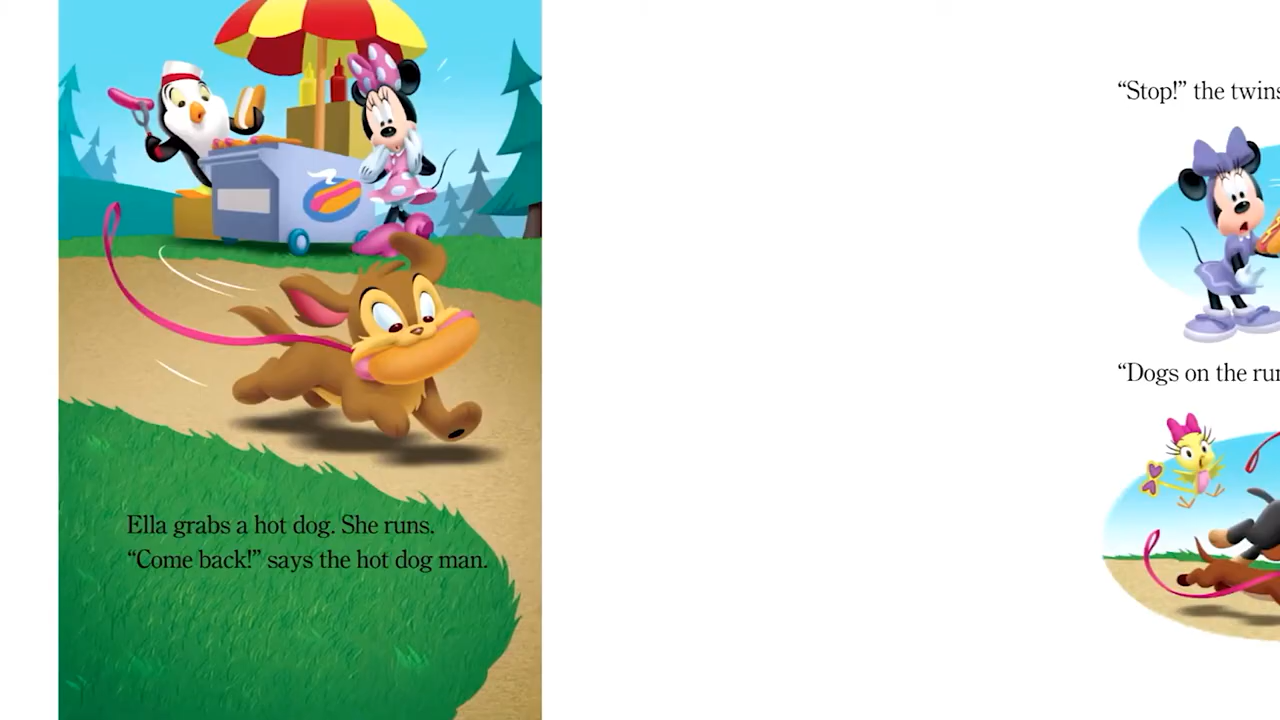 Ella grabs a hot dog. She runs.
“Come back!” says the hot dog man.
“Stop!” the twins
“Dogs on the run